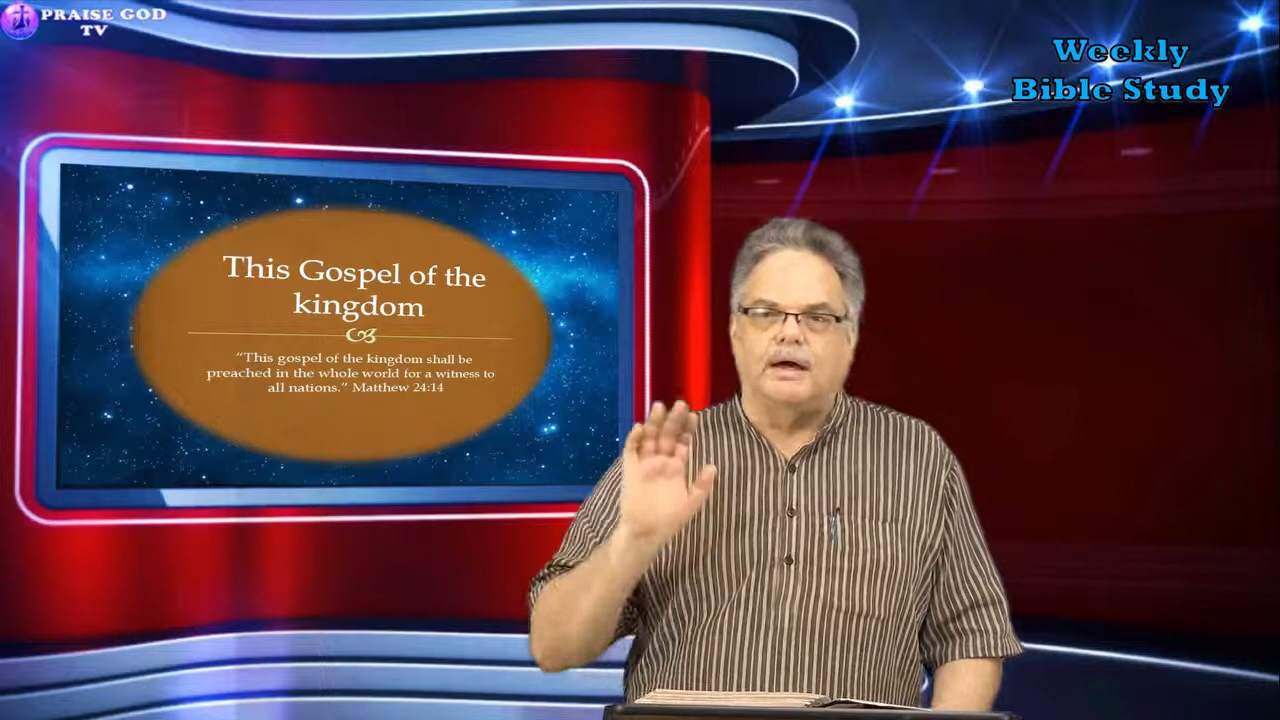 PRAISE GOD
TV
Weekly
Bible Study
This Gospel of the
kingdom
“This gospel of the kingdom shall be
preached in the whole world for a witness to
all nations.” Matthew 24:14